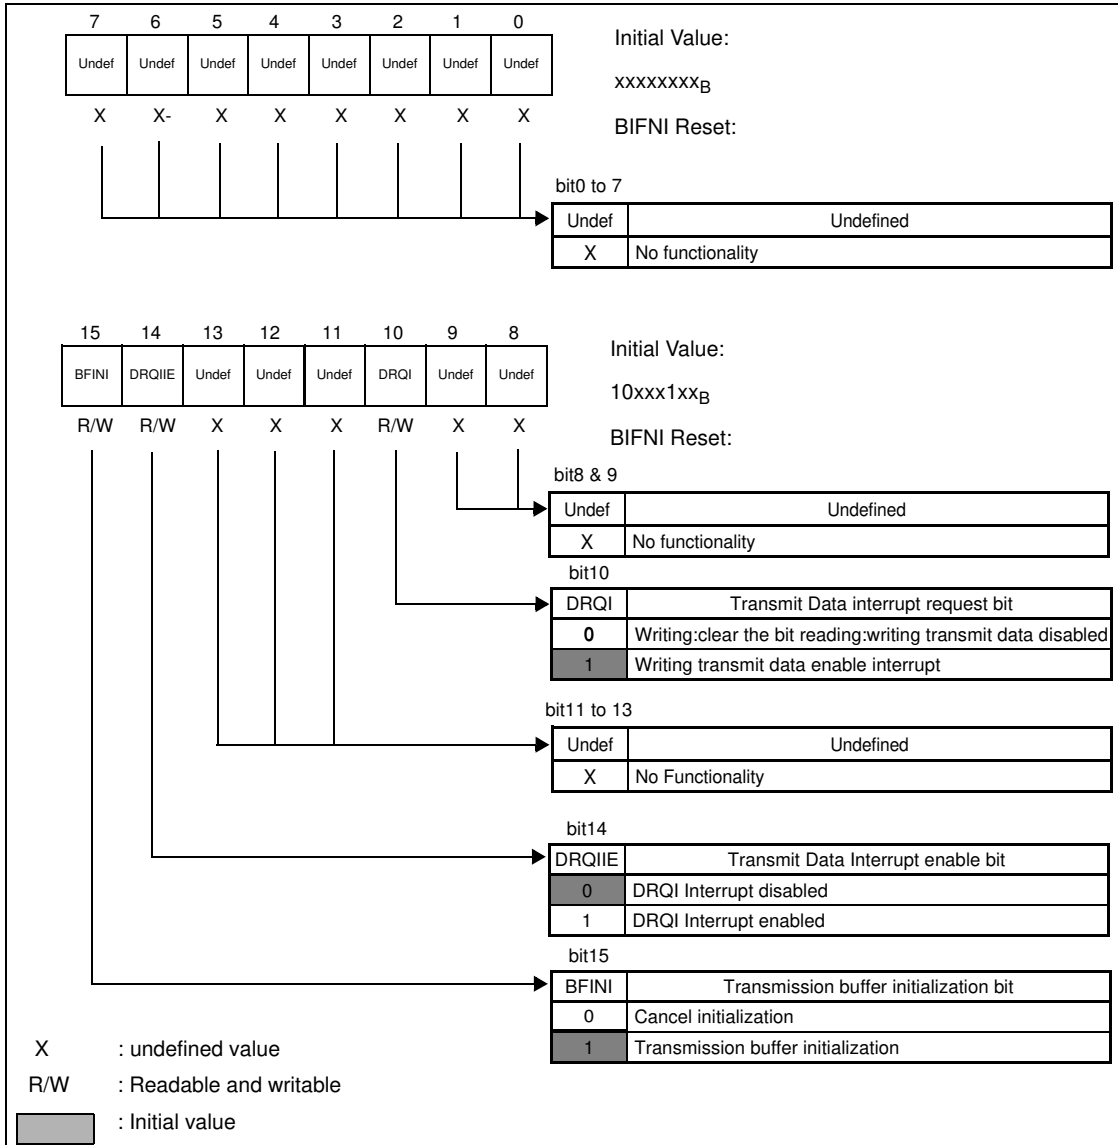 7 6 5 4 3 2 1 0
Undef Undef Undef Undef Undef Undef Undef Undef
X X- X X X X X X
Initial Value:
xxxxxxxxB
BIFNI Reset:
bit0 to 7
Undef Undefined
X No functionality
15 14 13 12 11 10 9 8
BFINI DRQIIE Undef Undef Undef DRQI Undef Undef
R/W R/W X X X R/W X X
Initial Value:
10xxx1xxB
BIFNI Reset:
bit8 & 9
Undef Undefined
X No functionality
bit10
DRQI Transmit Data interrupt request bit
0 Writing:clear the bit reading:writing transmit data disabled
1 Writing transmit data enable interrupt
bit11 to 13
Undef Undefined
X No Functionality
bit14
DRQIIE Transmit Data Interrupt enable bit
0 DRQI Interrupt disabled
1 DRQI Interrupt enabled
bit15
BFINI Transmission buffer initialization bit
0 Cancel initialization
1 Transmission buffer initialization
X : undefined value
R/W : Readable and writable
: Initial value